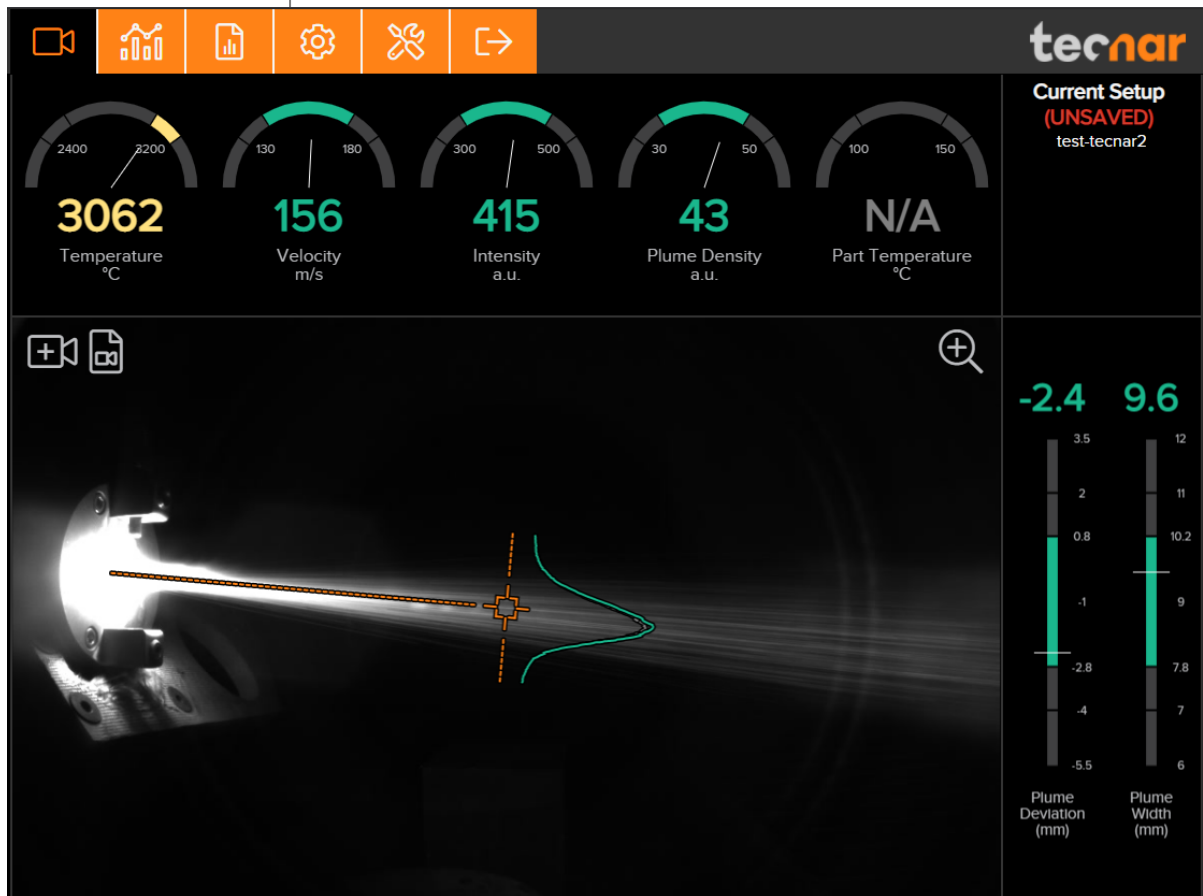 tecnar
Current Setup
(UNSAVED)
test-tecnar2
2400 3200
3062
Temperature
°C
130 180
156
Velocity
m/s
300 500
415
Intensity
a.u.
30 50
43
Plume Density
a.u.
100 150
N/A
Part Temperature
°C
-2.4 9.6
3.5 12
2 11
0.8 10.2
-1 9
-2.8 7.8
-4 7
-5.5 6
Plume Plume
Deviation Width
(mm) (mm)